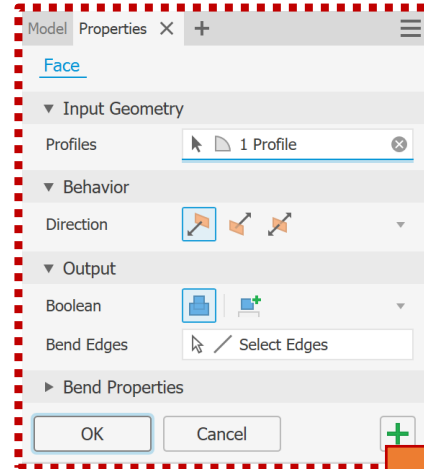 Model Properties
Face
Input Geometry
Profiles 1 Profile
Behavior
Direction
Output
Boolean
Bend Edges Select Edges
Bend Properties
OK Cancel